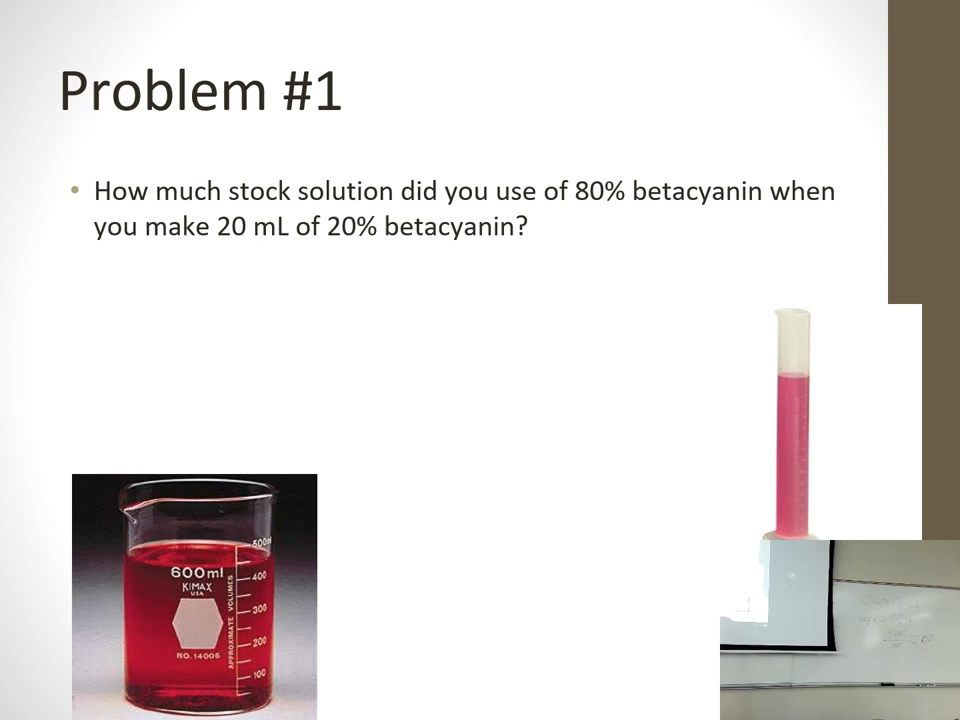 Problem #1
• How much stock solution did you use of 80% betacyanin when
you make 20 mL of 20% betacyanin?
500ml
600ml
KIMAX
USA
400
300
200
100
APPROXIMATE VOLUMES
NO. 14005